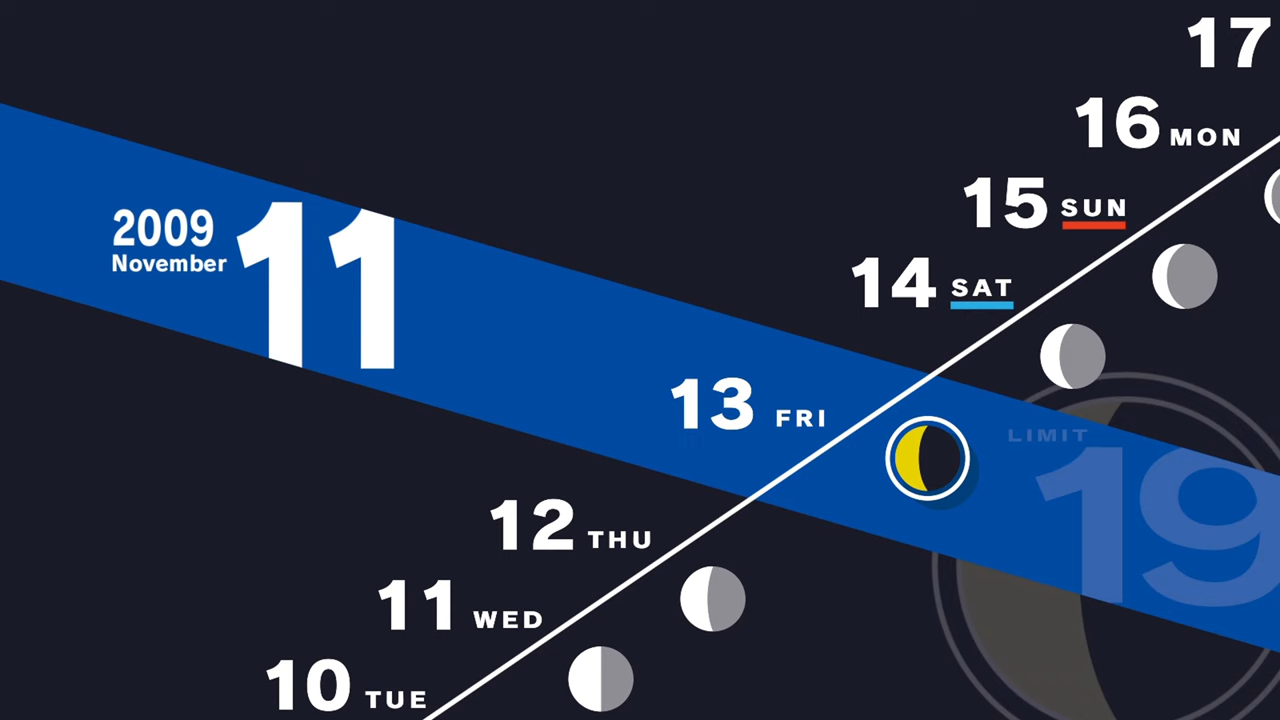 17
16 MON
15 SUN
2009
November
11
14 SAT
13 FRI
LIMIT
19
12 THU
11 WED
10 TUE